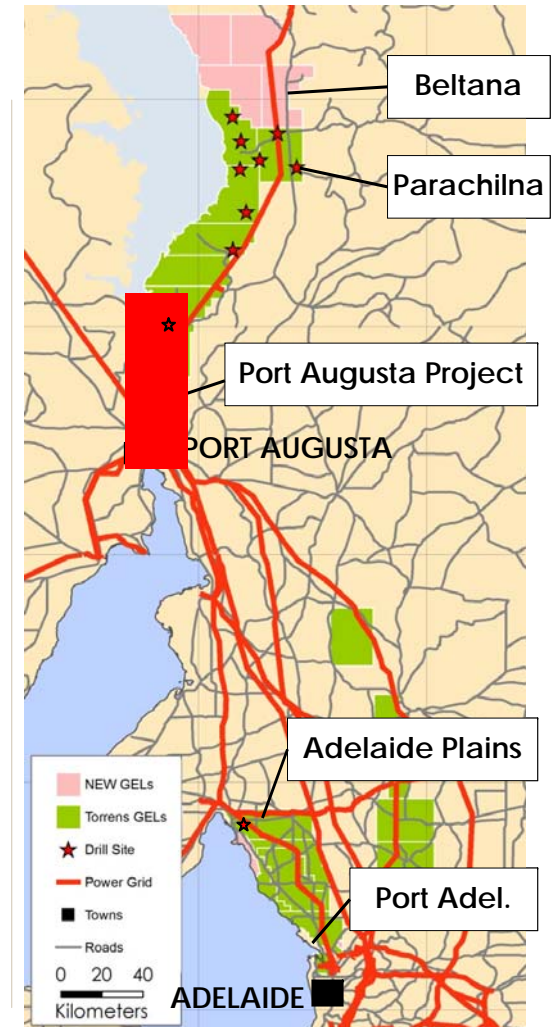 Beltana
Parachilna
Port Augusta Project
PORT AUGUSTA
Adelaide Plains
NEW GELs
Torrens GELs
Drill Site
Power Grid
Towns
Roads
0 20 40
Kilometers
Port Adel.
ADELAIDE